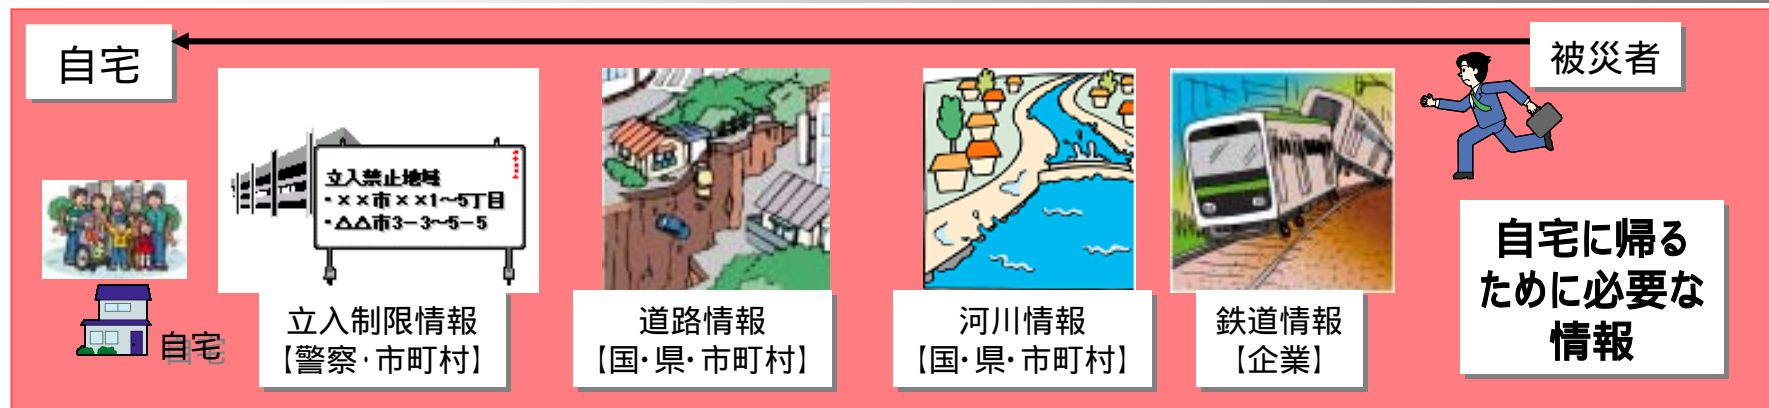 自宅
被災者
立入禁止地域
・××市××1～5丁目
・△△市3－3～5－5
自宅
立入制限情報
【警察・市町村】
道路情報
【国・県・市町村】
河川情報
【国・県・市町村】
鉄道情報
【企業】
自宅に帰る
ために必要な
情報